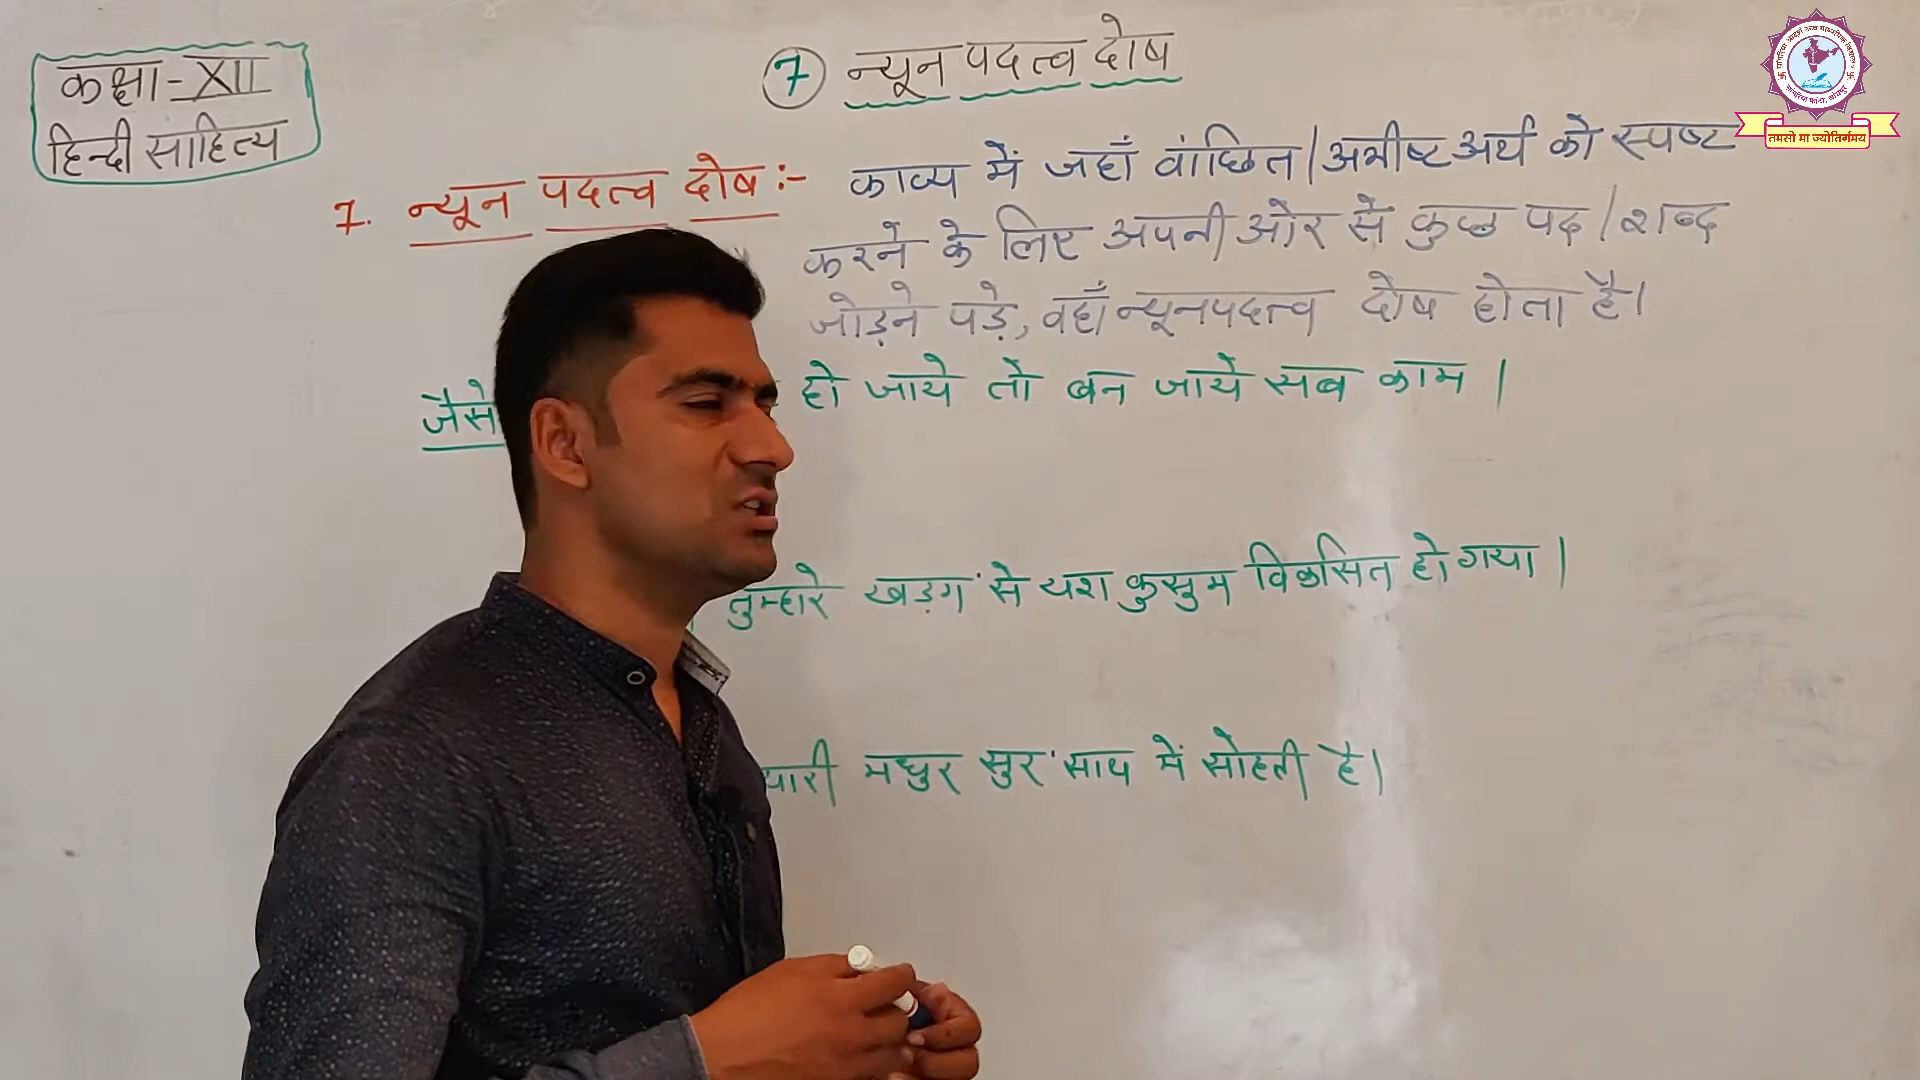 कक्षा-XII
हिन्दी साहित्य
7 न्यून पदत्व दोष
7. न्यून पदत्व दोष :- काव्य में जहाँ वांछित/अभीष्ट अर्थ को स्पष्ट
करने के लिए अपनी ओर से कुछ पद/शब्द
जोड़ने पड़े, वहाँ न्यूनपदत्व दोष होता है।
जैसे हो जाये तो बन जाये सब काम।
तुम्हारे खड़ग से यश कुसुम विकसित हो गया।
मधुर सुर साथ में सोहती है।
तमसो मा ज्योतिर्गमय